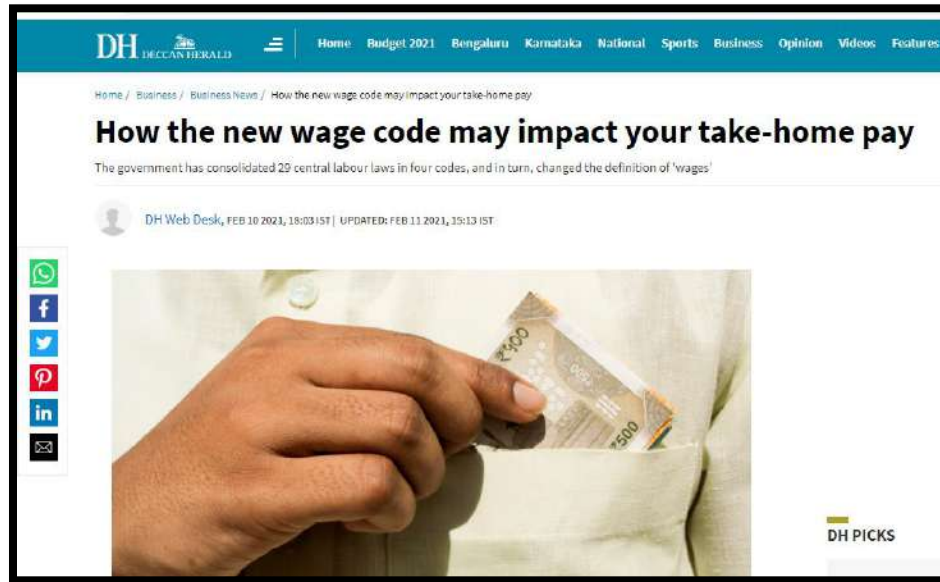 DH DECCAN HERALD
Home Budget 2021 Bengaluru Karnataka National Sports Business Opinion Videos Features
Home / Business / Business News / How the new wage code may impact your take-home pay
How the new wage code may impact your take-home pay
The government has consolidated 29 central labour laws in four codes, and in turn, changed the definition of 'wages'
DH Web Desk, FEB 10 2021, 18:03 IST | UPDATED: FEB 11 2021, 15:13 IST
₹500
₹500
DH PICKS